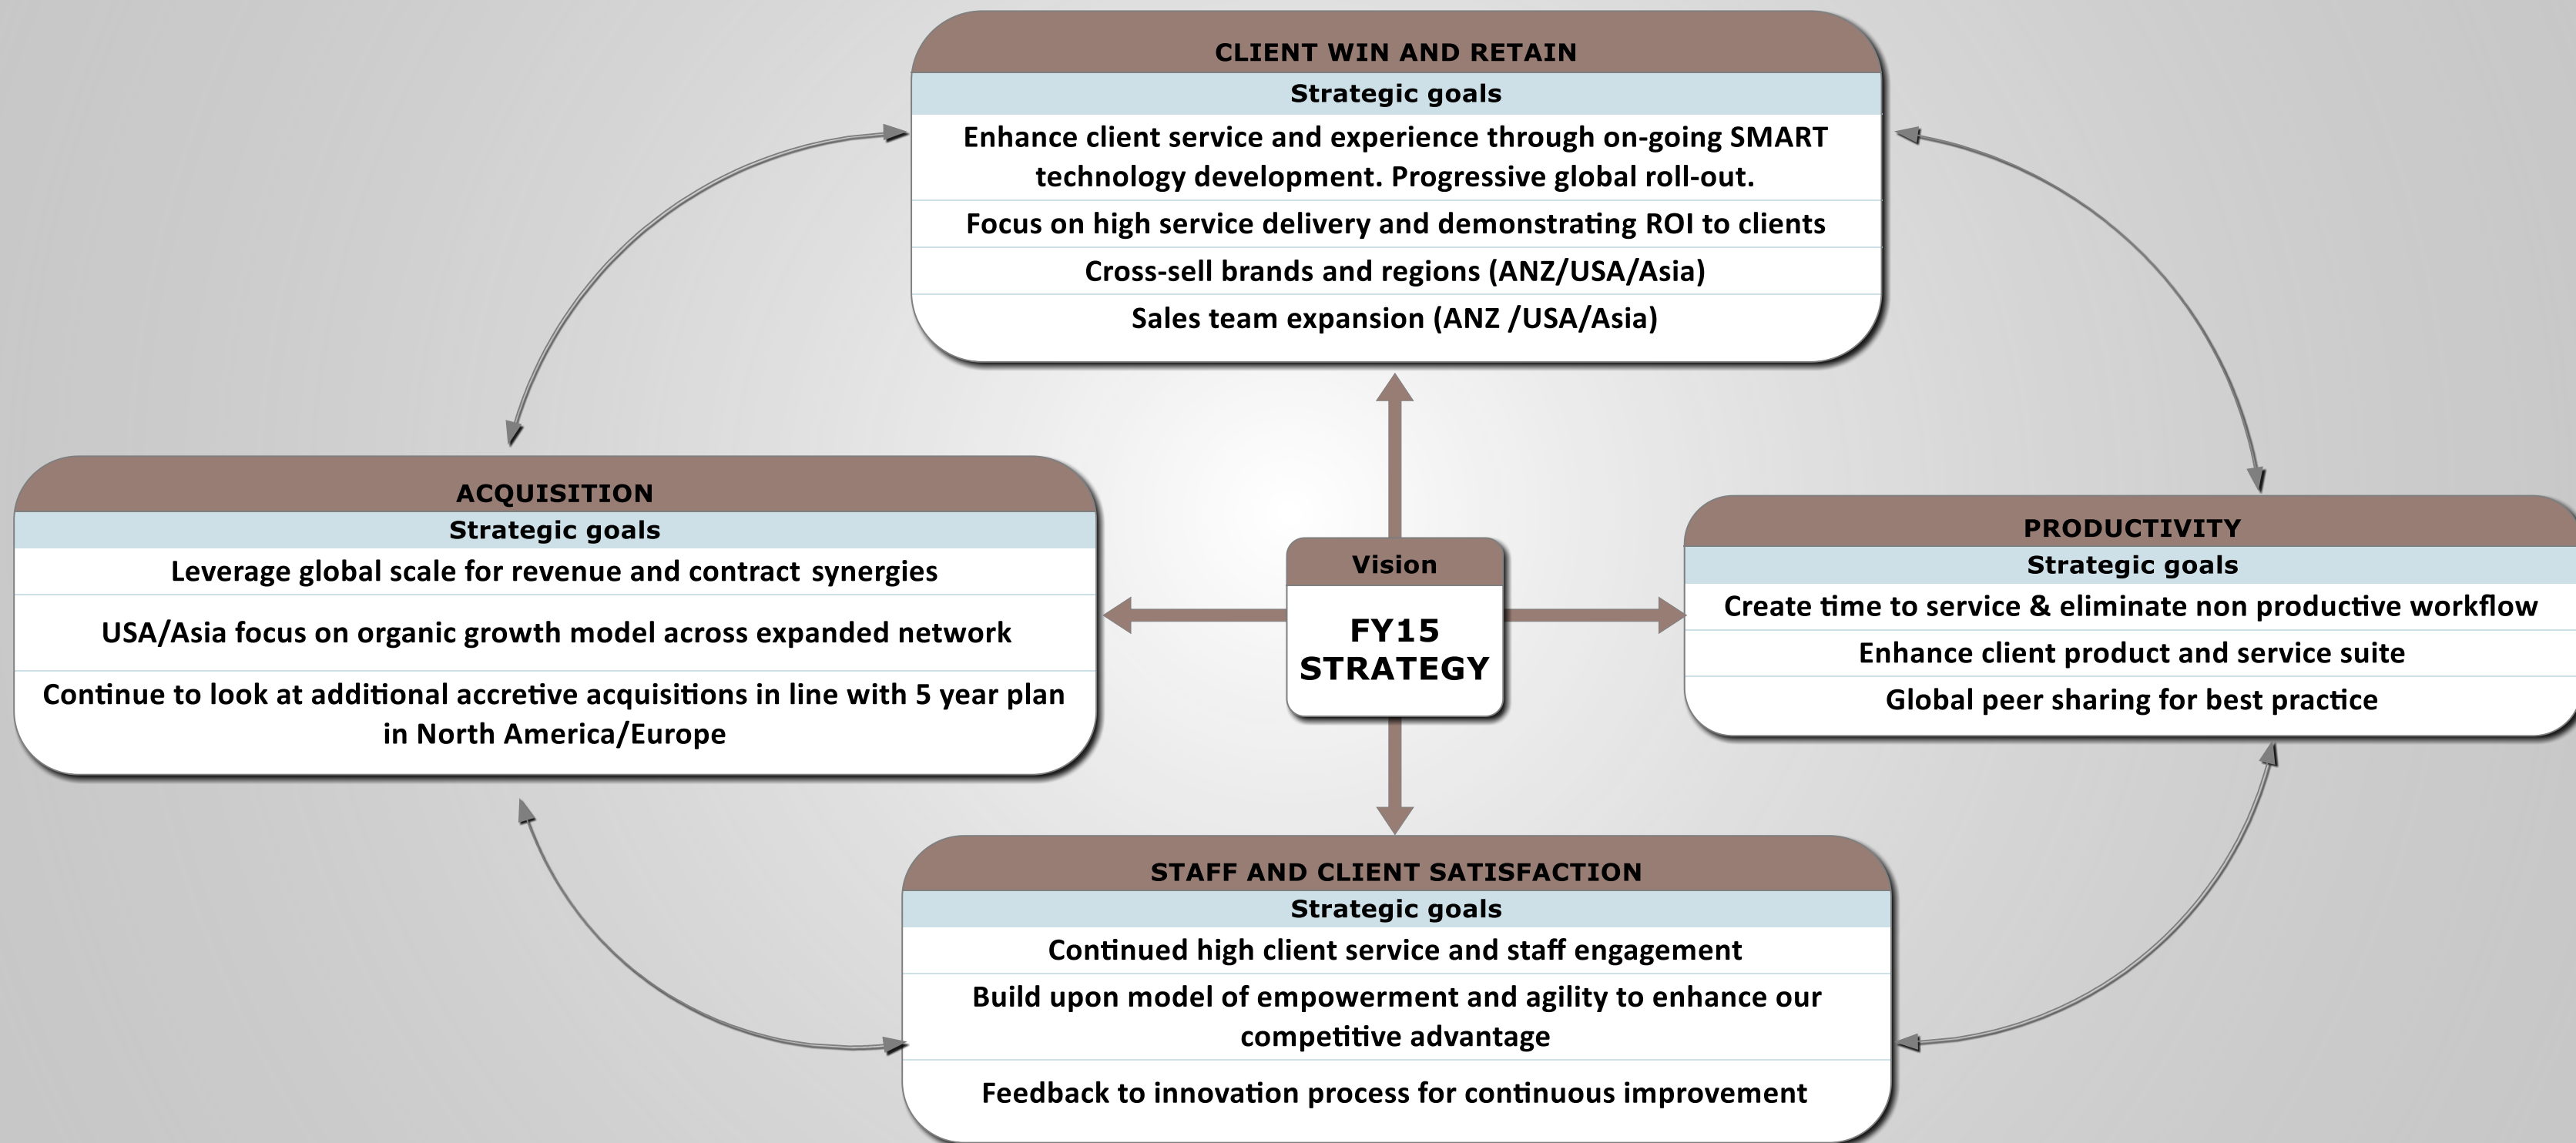 CLIENT WIN AND RETAIN
Strategic goals
Enhance client service and experience through on-going SMART
technology development. Progressive global roll-out.
Focus on high service delivery and demonstrating ROI to clients
Cross-sell brands and regions (ANZ/USA/Asia)
Sales team expansion (ANZ /USA/Asia)
ACQUISITION
Strategic goals
Leverage global scale for revenue and contract synergies
USA/Asia focus on organic growth model across expanded network
Continue to look at additional accretive acquisitions in line with 5 year plan
in North America/Europe
Vision
FY15
STRATEGY
PRODUCTIVITY
Strategic goals
Create time to service & eliminate non productive workflow
Enhance client product and service suite
Global peer sharing for best practice
STAFF AND CLIENT SATISFACTION
Strategic goals
Continued high client service and staff engagement
Build upon model of empowerment and agility to enhance our
competitive advantage
Feedback to innovation process for continuous improvement